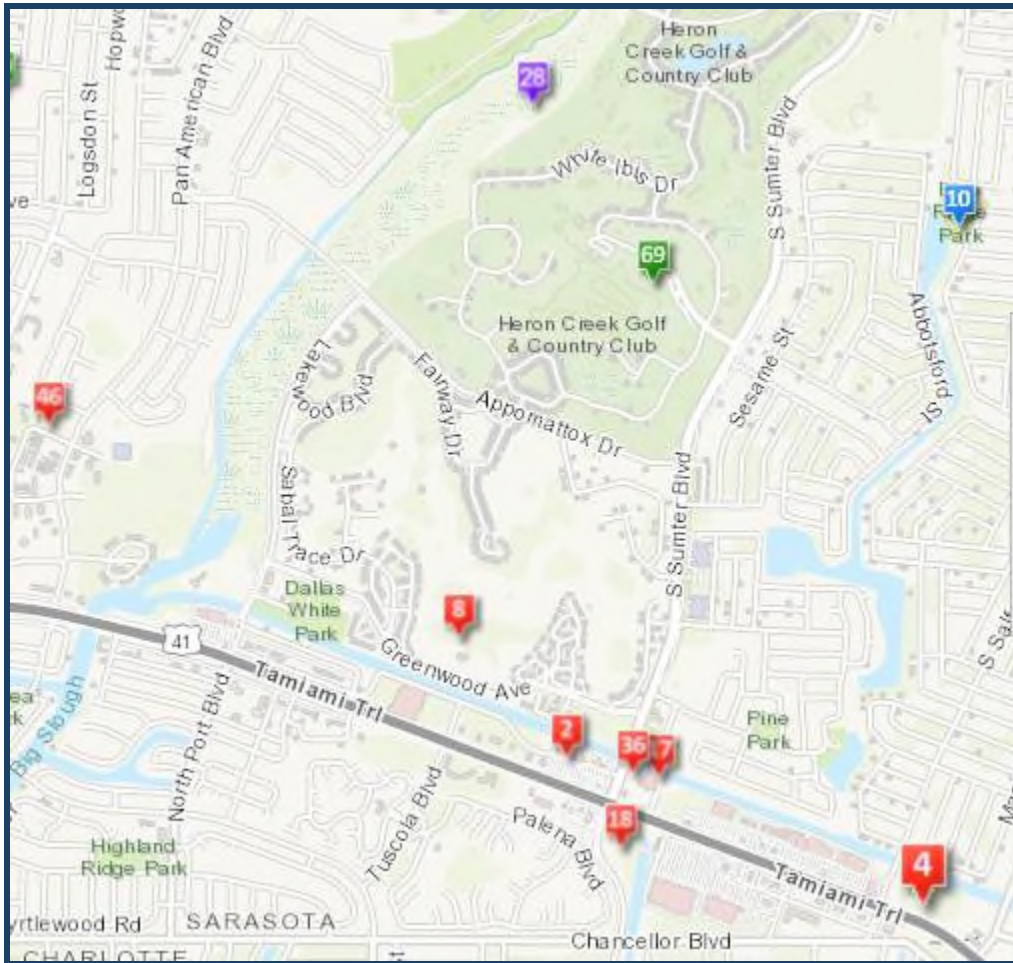 Heron
Creek Golf &
Country Club
Logsdon St
Pan American Blvd
28
S Sumter Blvd
White Ibis Dr
10
Park
69
Abbotsford St
Heron Creek Golf
& Country Club
Sesame St
Lakewood Blvd
Fairway Dr
Appomattox Dr
46
Sabal Trace Dr
S Sumter Blvd
Dallas
White
Park
8
41
Greenwood Ave
Tamiami Trl
Big Slough
North Port Blvd
2
36
7
Pine
Park
Tuscola Blvd
Palena Blvd
18
Highland
Ridge Park
4
Tamiami Trl
SARASOTA
Chancellor Blvd
CHARLOTTE